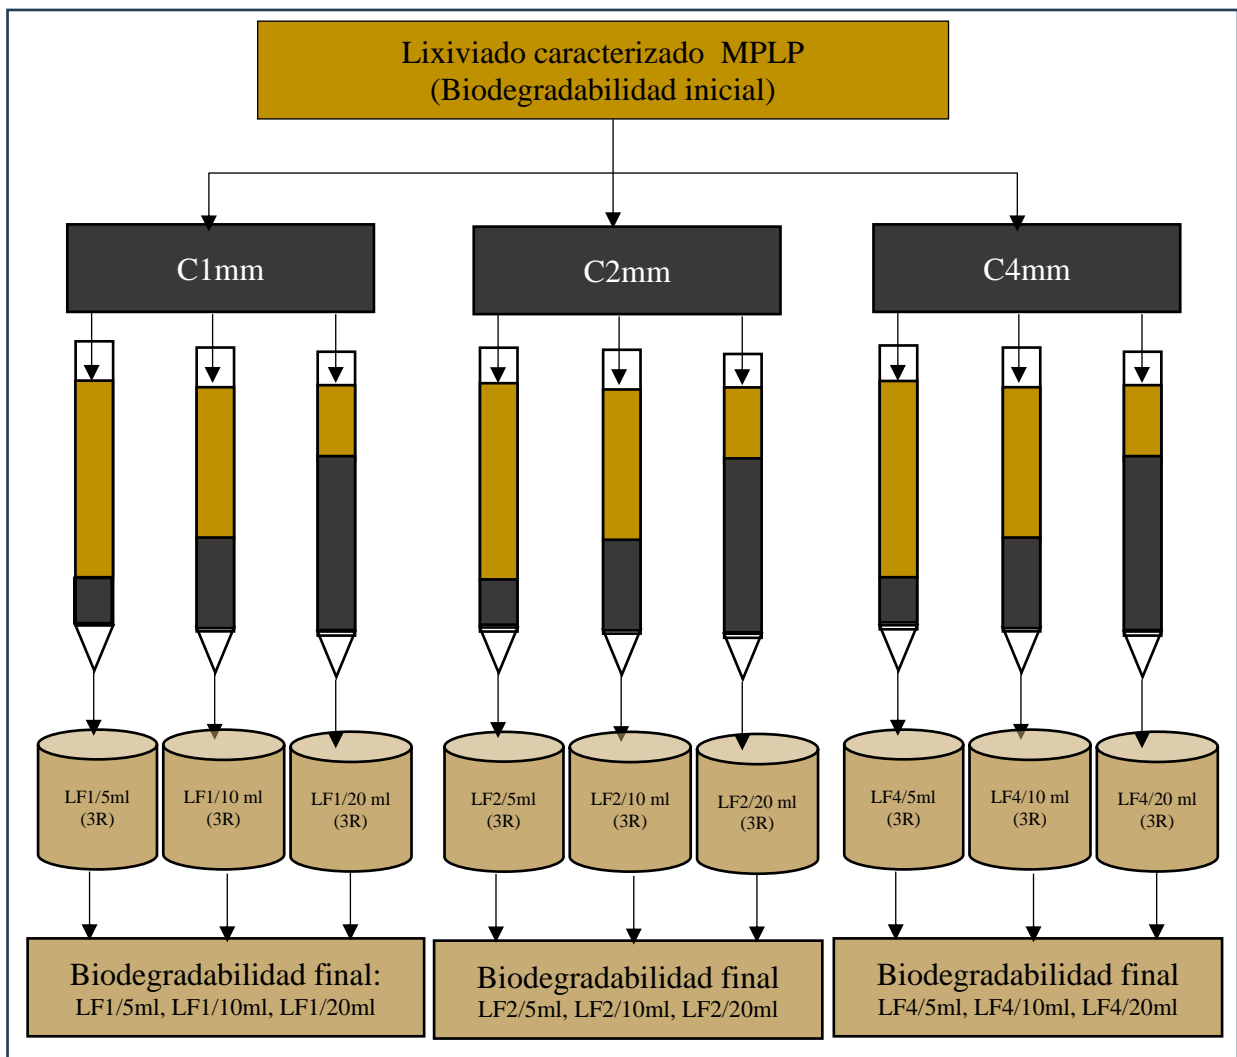 Lixiviado caracterizado  MPLP
(Biodegradabilidad inicial)
C1mm
C2mm
C4mm
LF1/5ml
(3R)
LF1/10 ml
(3R)
LF1/20 ml
(3R)
LF2/5ml
(3R)
LF2/10 ml
(3R)
LF2/20 ml
(3R)
LF4/5ml
(3R)
LF4/10 ml
(3R)
LF4/20 ml
(3R)
Biodegradabilidad final:
LF1/5ml, LF1/10ml, LF1/20ml
Biodegradabilidad final
LF2/5ml, LF2/10ml, LF2/20ml
Biodegradabilidad final
LF4/5ml, LF4/10ml, LF4/20ml